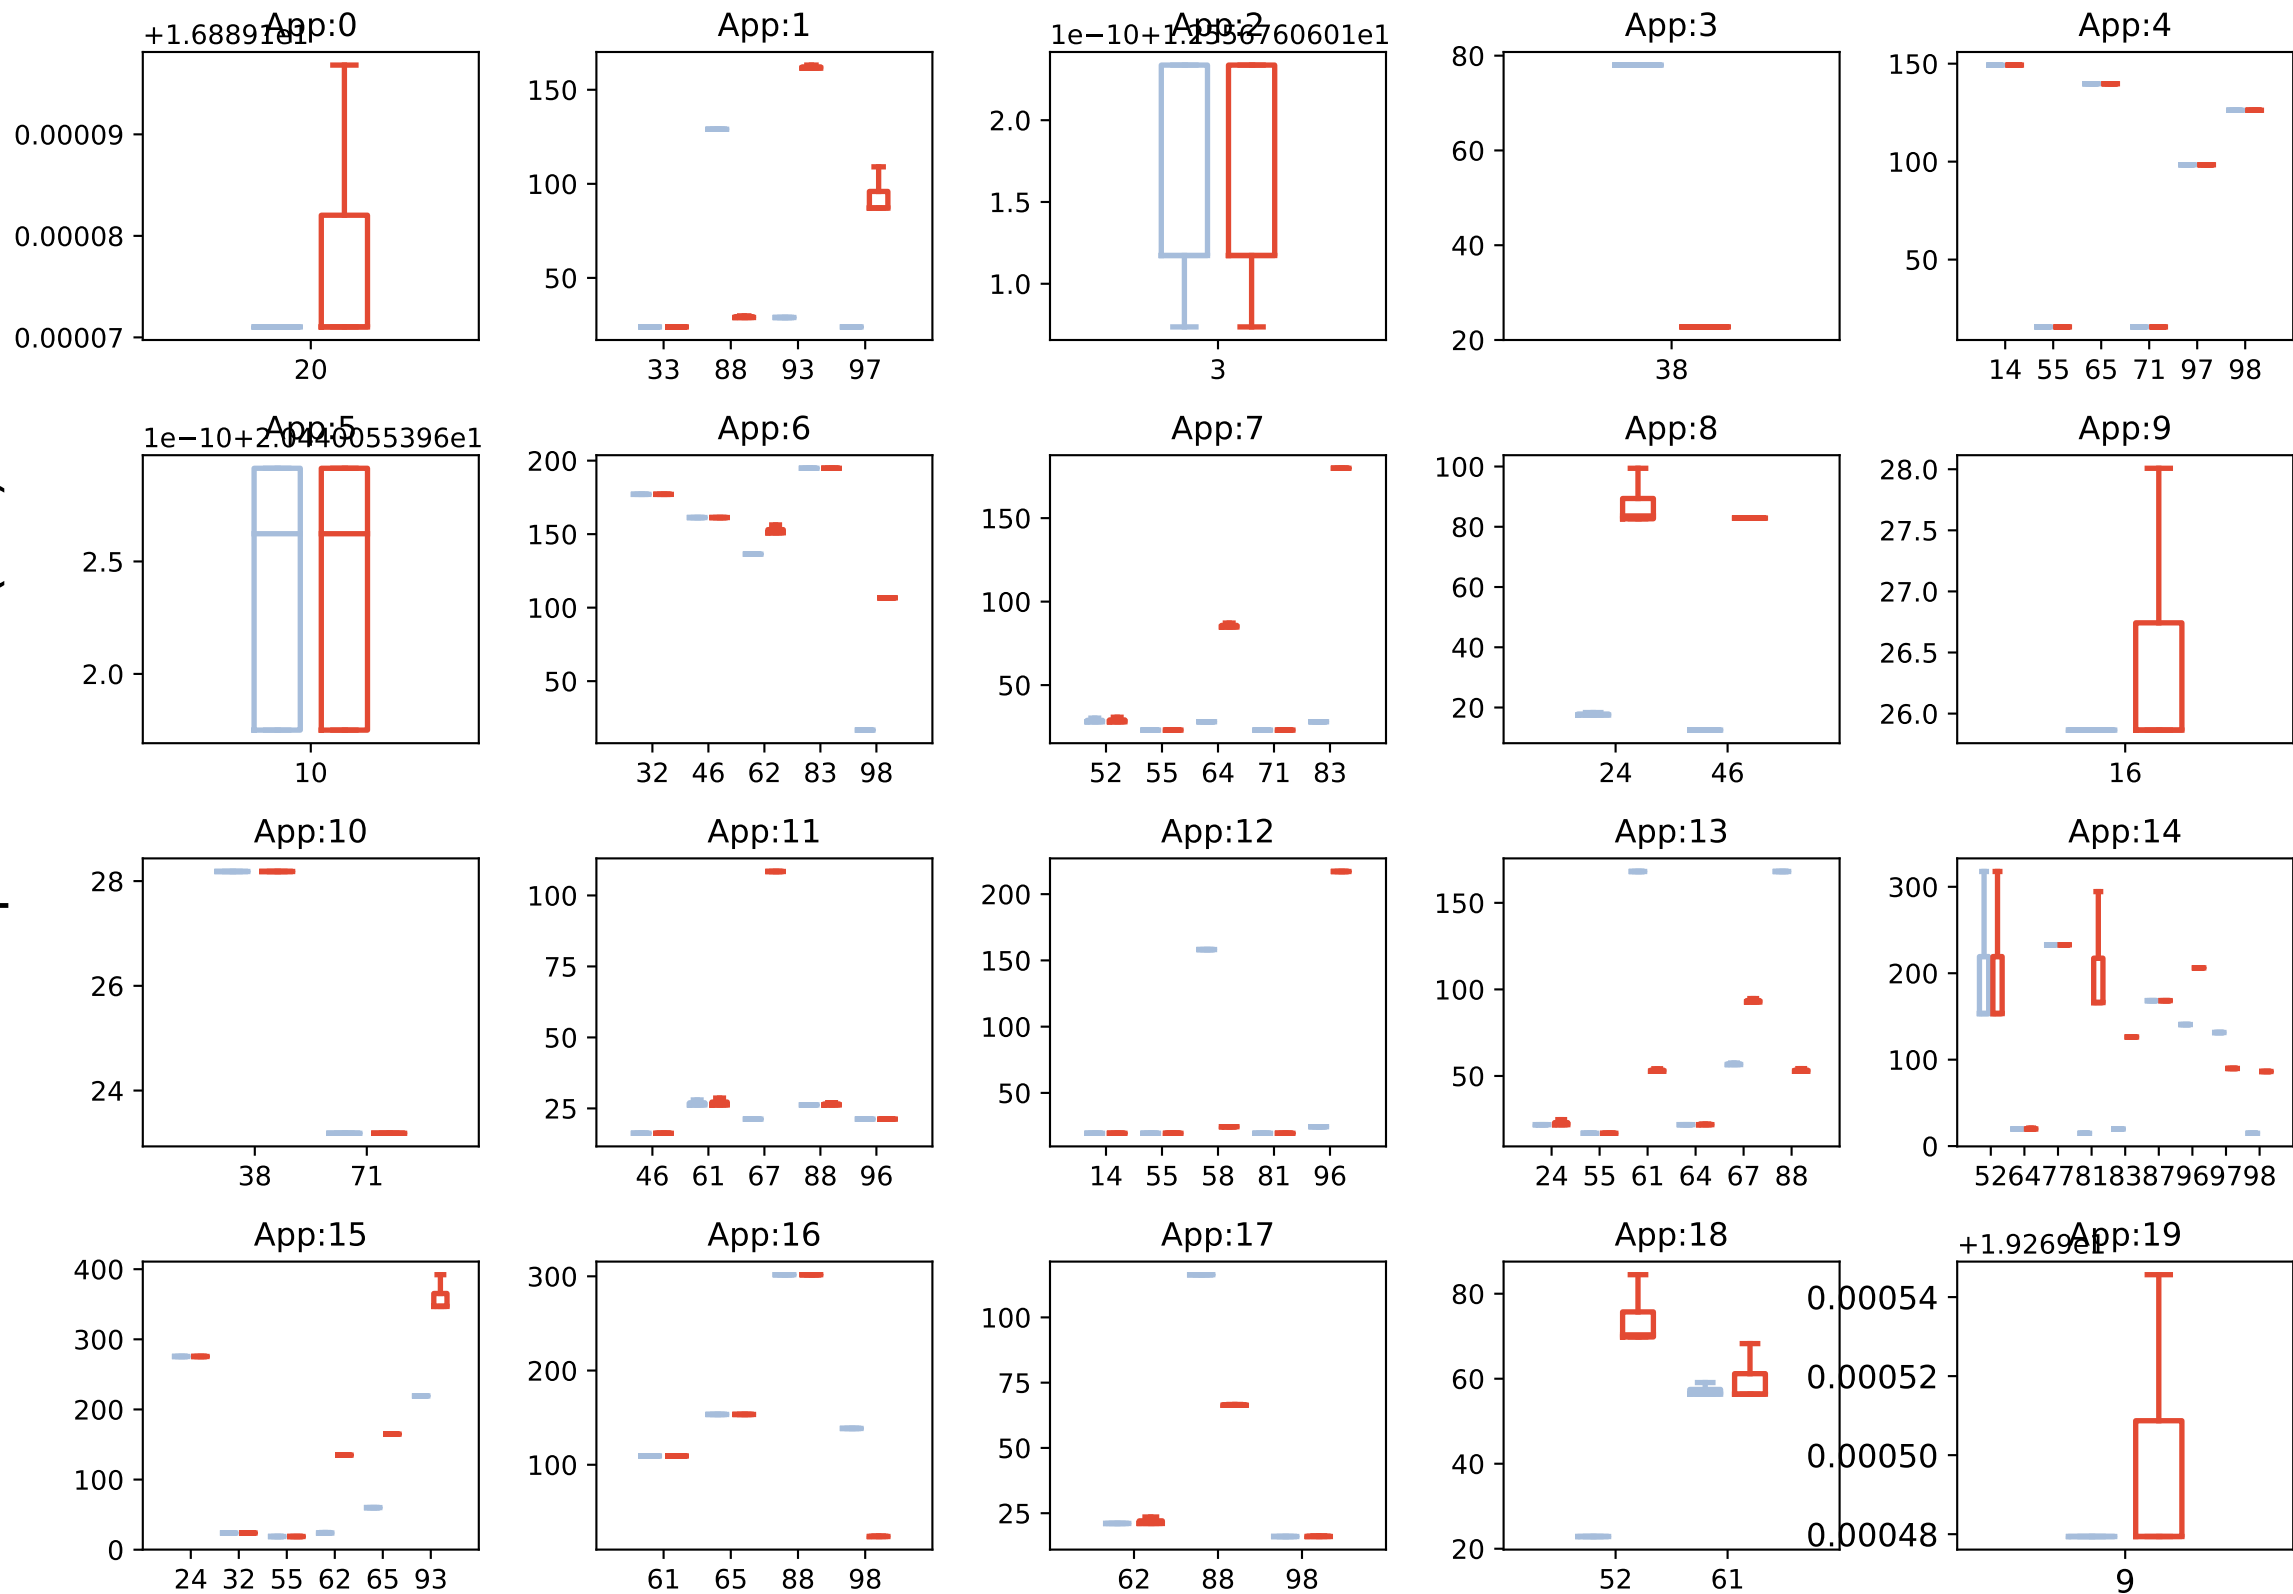 App:0 App:1 App:2 App:3 App:4
+1.68891e1 1e−10+1.2556760601e1
0.00009 0.00008 0.00007
20
150 100 50
33 88 93 97
2.0 1.5 1.0
3
80 60 40 20
38
150 100 50
14 55 65 71 97 98
App:5 App:6 App:7 App:8 App:9
1e−10+2.0440055396e1
2.5 2.0
10
200 150 100 50
32 46 62 83 98
150 100 50
52 55 64 71 83
100 80 60 40 20
24 46
28.0 27.5 27.0 26.5 26.0
16
App:10 App:11 App:12 App:13 App:14
28 26 24
38 71
100 75 50 25
46 61 67 88 96
200 150 100 50
14 55 58 81 96
150 100 50
24 55 61 64 67 88
300 200 100 0
52 64 77 81 83 87 96 97 98
App:15 App:16 App:17 App:18 App:19
+1.9269e1
400 300 200 100 0
24 32 55 62 65 93
300 200 100
61 65 88 98
100 75 50 25
62 88 98
80 60 40 20
52 61
0.00054 0.00052 0.00050 0.00048
9